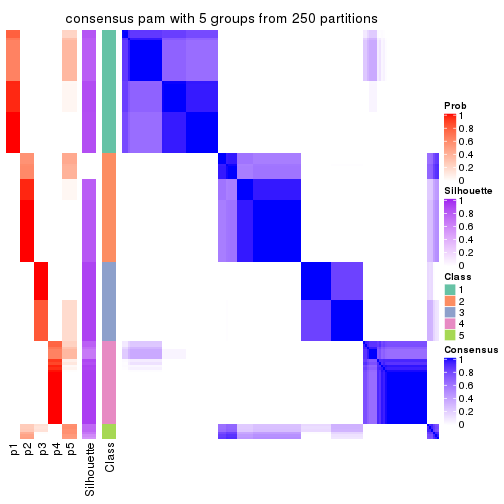 consensus pam with 5 groups from 250 partitions
Prob
1
0.8
0.6
0.4
0.2
0
Silhouette
1
0.8
0.6
0.4
0.2
0
Class
1
2
3
4
5
Consensus
1
0.8
0.6
0.4
0.2
0
p1
p2
p3
p4
p5
Silhouette
Class